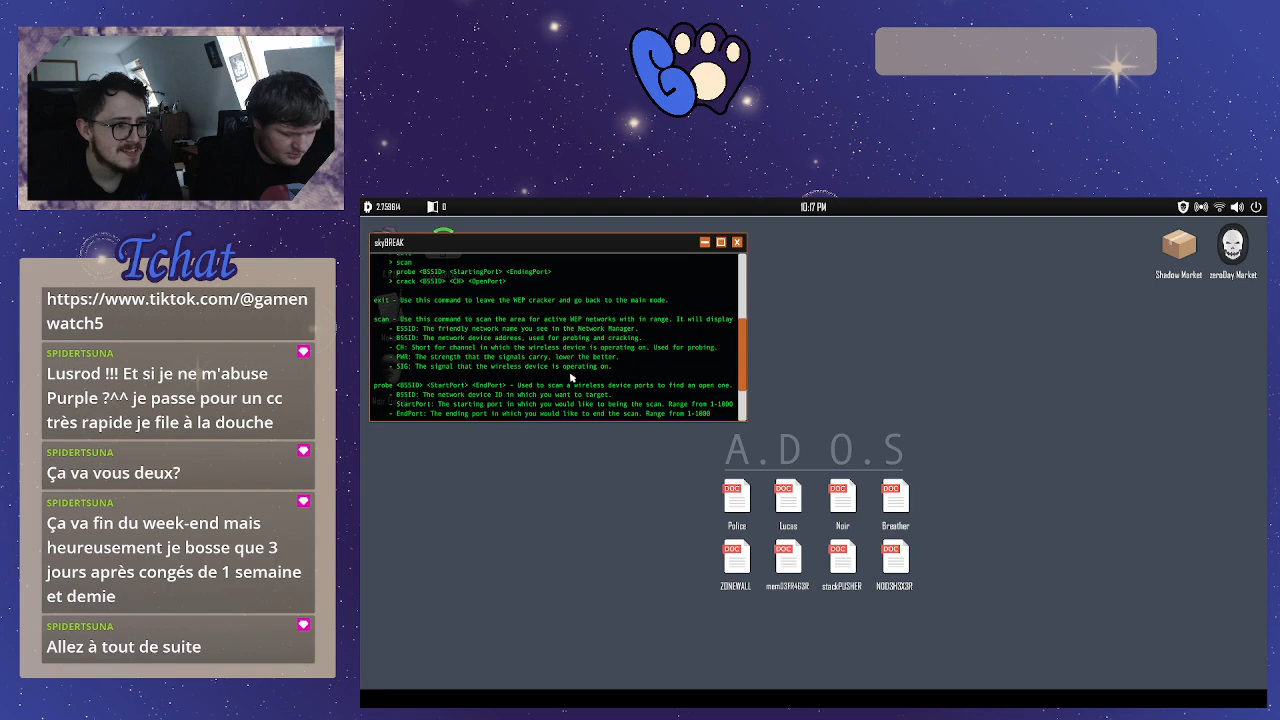 Tchat
https://www.tiktok.com/@gamen
watch5
SPIDERTSUNA
Lusrod !!! Et si je ne m'abuse
Purple ?^^ je passe pour un cc
très rapide je file à la douche
SPIDERTSUNA
Ça va vous deux?
SPIDERTSUNA
Ça va fin du week-end mais
heureusement je bosse que 3
jours après congés de 1 semaine
et demie
SPIDERTSUNA
Allez à tout de suite
2.759614
0
10:17 PM
skyBREAK
> scan
> probe <BSSID> <StartingPort> <EndingPort>
> crack <BSSID> <CH> <OpenPort>
exit - Use this command to leave the WEP cracker and go back to the main mode.
scan - Use this command to scan the area for active WEP networks with in range. It will display
- ESSID: The friendly network name you see in the Network Manager.
- BSSID: The network device address, used for probing and cracking.
- CH: Short for channel in which the wireless device is operating on. Used for probing.
- PWR: The strength that the signals carry, lower the better.
- SIG: The signal that the wireless device is operating on.
probe <BSSID> <StartPort> <EndPort> - Used to scan a wireless device ports to find an open one.
- BSSID: The network device ID in which you want to target.
- StartPort: The starting port in which you would like to being the scan. Range from 1-1000
- EndPort: The ending port in which you would like to end the scan. Range from 1-1000
Shadow Market
zeroDay Market
A.D O.S
DOC
DOC
DOC
DOC
Police
Lucas
Noir
Breather
DOC
DOC
DOC
DOC
ZONEWALL
memD3FR4G3R
stackPUSHER
N0D3H3X3R